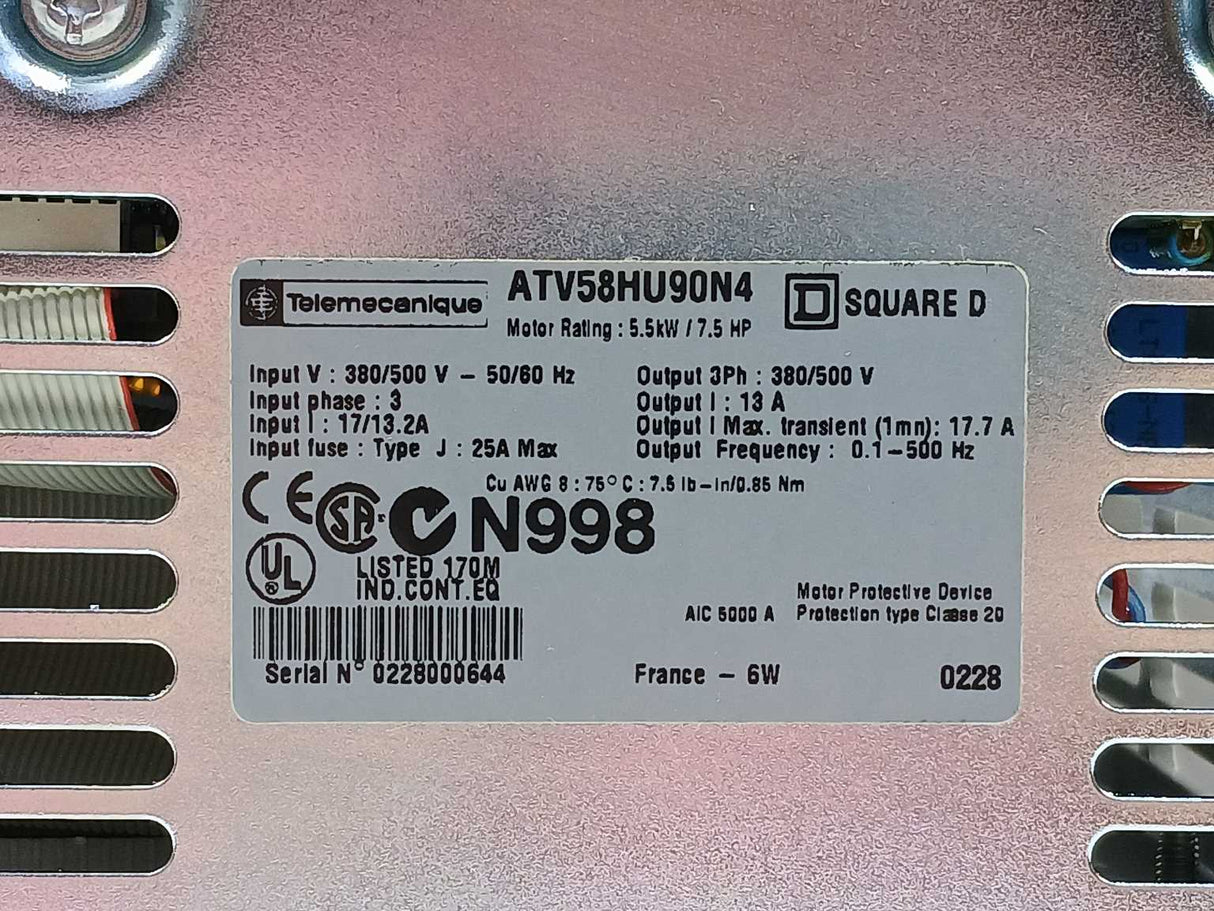 Telemecanique
ATV58HU90N4
SQUARE D
Motor Rating : 5.5kW / 7.5 HP
Input V : 380/500 V – 50/60 Hz
Output 3Ph : 380/500 V
Input phase : 3
Output I : 13 A
Input I : 17/13.2A
Output I Max. transient (1mn): 17.7 A
Input fuse : Type J : 25A Max
Output Frequency : 0.1–500 Hz
Cu AWG 8 : 75° C : 7.5 lb–in/0.85 Nm
CE
SA
N998
UL
LISTED 170M
IND.CONT.EQ
Motor Protective Device
AIC 5000 A
Protection type Classe 20
Serial N° 0228000644
France – 6W
0228